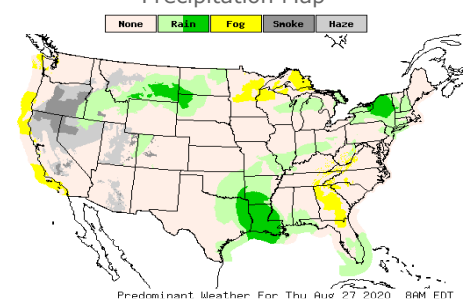 Precipitation Map
None Rain Fog Smoke Haze
Predominant Weather For Thu Aug 27 2020 8AM EDT